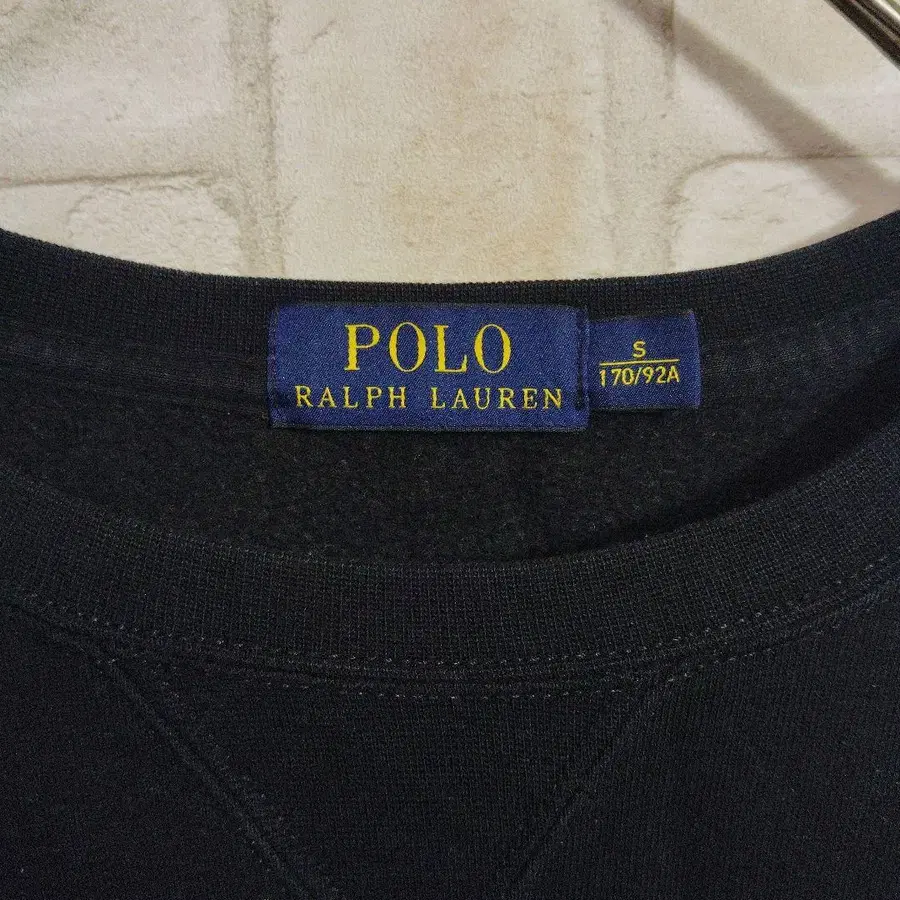 POLO
RALPH LAUREN
S
170/92A